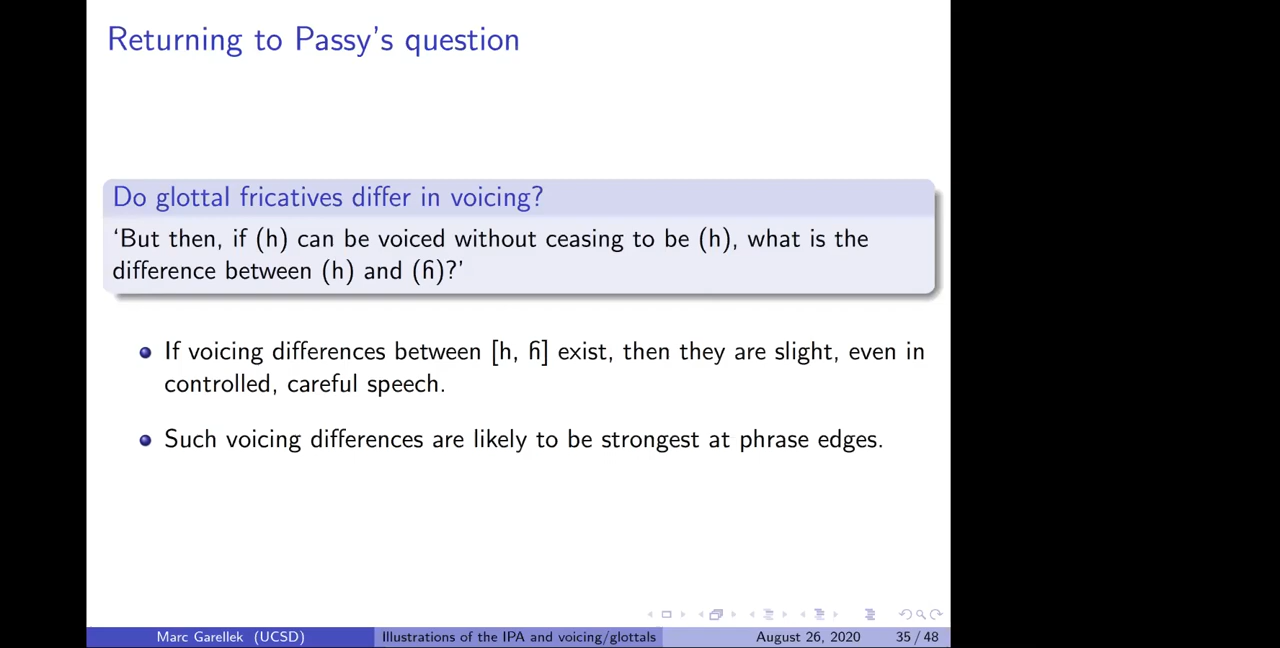 Returning to Passy's question
Do glottal fricatives differ in voicing?
‘But then, if (h) can be voiced without ceasing to be (h), what is the
difference between (h) and (ɦ)?’
If voicing differences between [h, ɦ] exist, then they are slight, even in
controlled, careful speech.
Such voicing differences are likely to be strongest at phrase edges.
Marc Garellek (UCSD) Illustrations of the IPA and voicing/glottals August 26, 2020 35 / 48